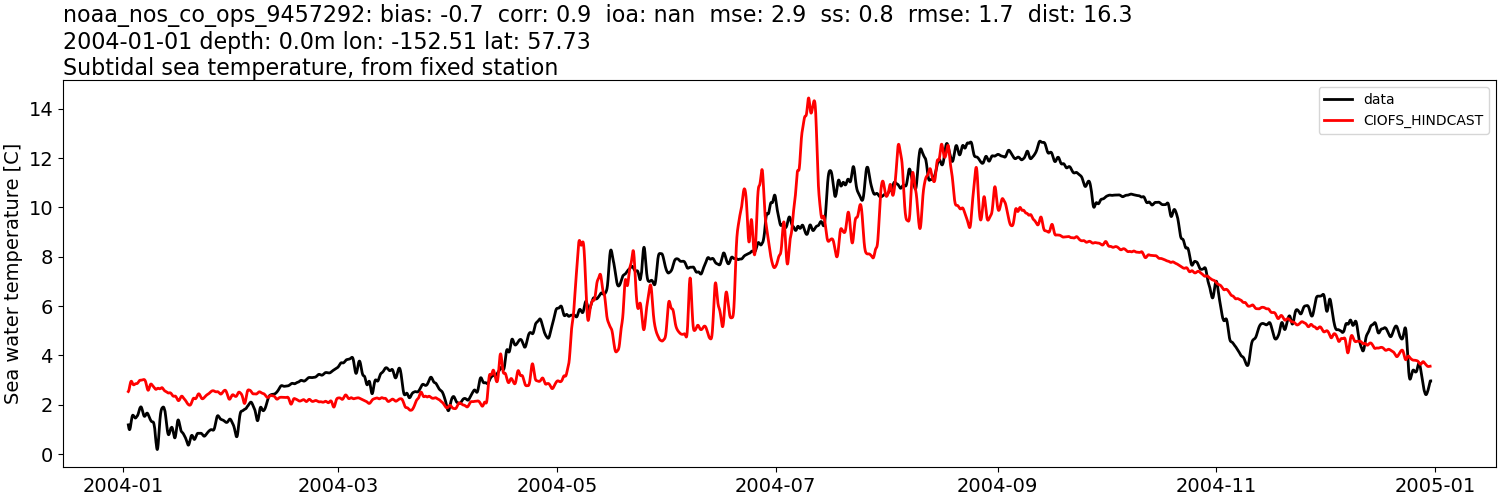 noaa_nos_co_ops_9457292: bias: -0.7  corr: 0.9  ioa: nan  mse: 2.9  ss: 0.8  rmse: 1.7  dist: 16.3
2004-01-01 depth: 0.0m lon: -152.51 lat: 57.73
Subtidal sea temperature, from fixed station
data
CIOFS_HINDCAST
Sea water temperature [C]
14
12
10
8
6
4
2
0
2004-01
2004-03
2004-05
2004-07
2004-09
2004-11
2005-01